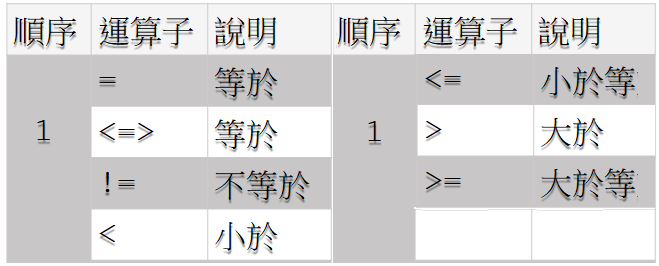 順序 運算子 說明 順序 運算子 說明
= 等於 <= 小於等
1 <=> 等於 1 > 大於
!= 不等於 >= 大於等
< 小於